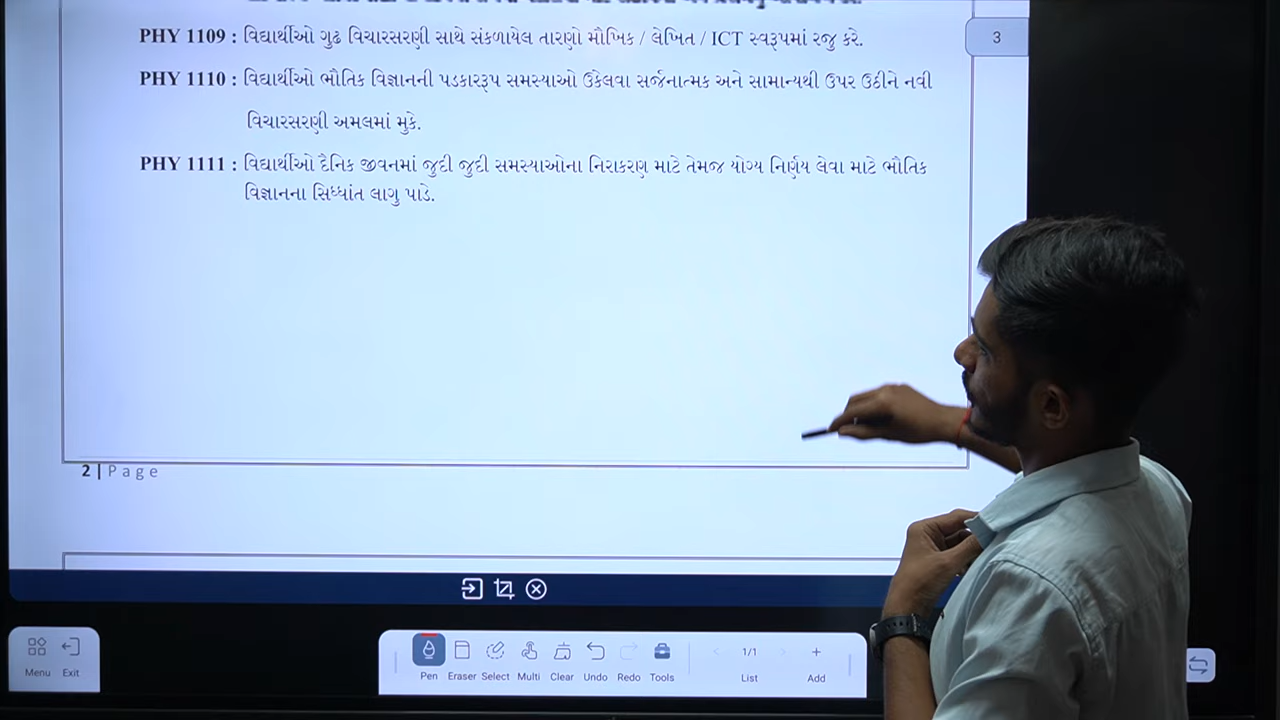 PHY 1109 : વિદ્યાર્થીઓ ગુઢ વિચારસરણી સાથે સંકળાયેલ તારણો મૌખિક / લેખિત / ICT સ્વરૂપમાં રજુ કરે.
3
PHY 1110 : વિદ્યાર્થીઓ ભૌતિક વિજ્ઞાનની પડકારરૂપ સમસ્યાઓ ઉકેલવા સર્જનાત્મક અને સામાન્યથી ઉપર ઉઠીને નવી
વિચારસરણી અમલમાં મુકે.
PHY 1111 : વિદ્યાર્થીઓ દૈનિક જીવનમાં જુદી જુદી સમસ્યાઓના નિરાકરણ માટે તેમજ યોગ્ય નિર્ણય લેવા માટે ભૌતિક
વિજ્ઞાનના સિધ્ધાંત લાગુ પાડે.
2 | Page
Menu Exit
Pen Eraser Select Multi Clear Undo Redo Tools
< 1/1 > +
List Add